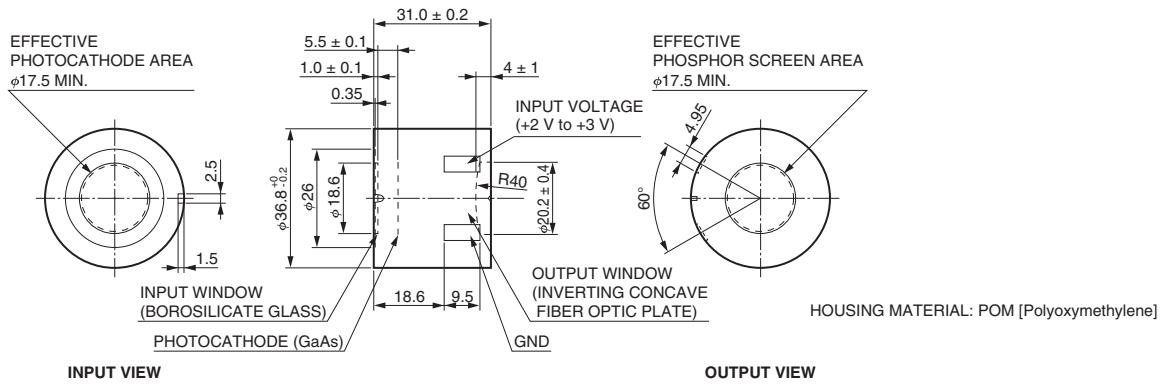 31.0 ± 0.2
EFFECTIVE
PHOTOCATHODE AREA
φ17.5 MIN.
5.5 ± 0.1
1.0 ± 0.1
0.35
4 ± 1
EFFECTIVE
PHOSPHOR SCREEN AREA
φ17.5 MIN.
INPUT VOLTAGE
(+2 V to +3 V)
2.5
1.5
φ36.8 +0 -0.2
φ26
φ18.6
R40
φ20.2 ± 0.4
4.95
60°
18.6
9.5
INPUT WINDOW
(BOROSILICATE GLASS)
PHOTOCATHODE (GaAs)
OUTPUT WINDOW
(INVERTING CONCAVE
FIBER OPTIC PLATE)
GND
HOUSING MATERIAL: POM [Polyoxymethylene]
INPUT VIEW
OUTPUT VIEW